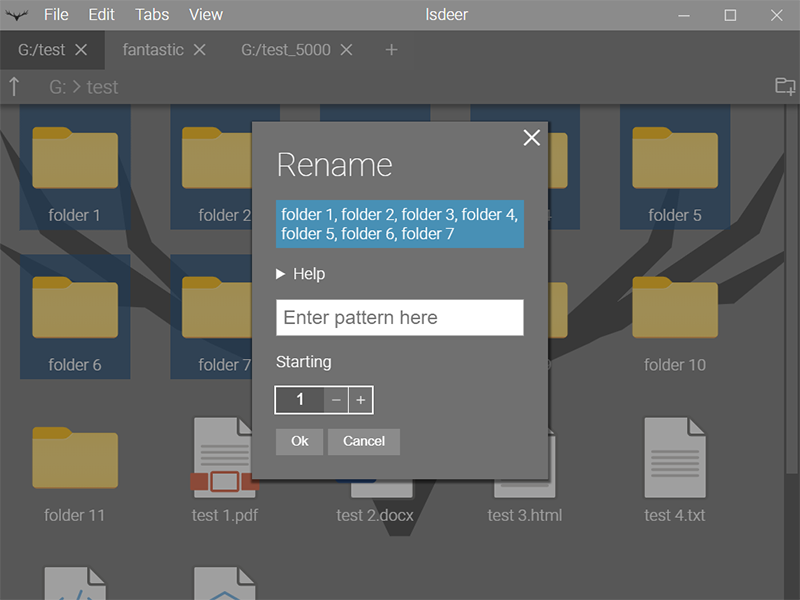 File Edit Tabs View lsdeer
G:/test fantastic G:/test_5000
G: > test
folder 1
folder 2
4
folder 5
Rename
folder 1, folder 2, folder 3, folder 4,
folder 5, folder 6, folder 7
Help
Enter pattern here
Starting
1 − +
Ok Cancel
folder 6
folder 7
9
folder 10
folder 11
test 1.pdf
test 2.docx
test 3.html
test 4.txt